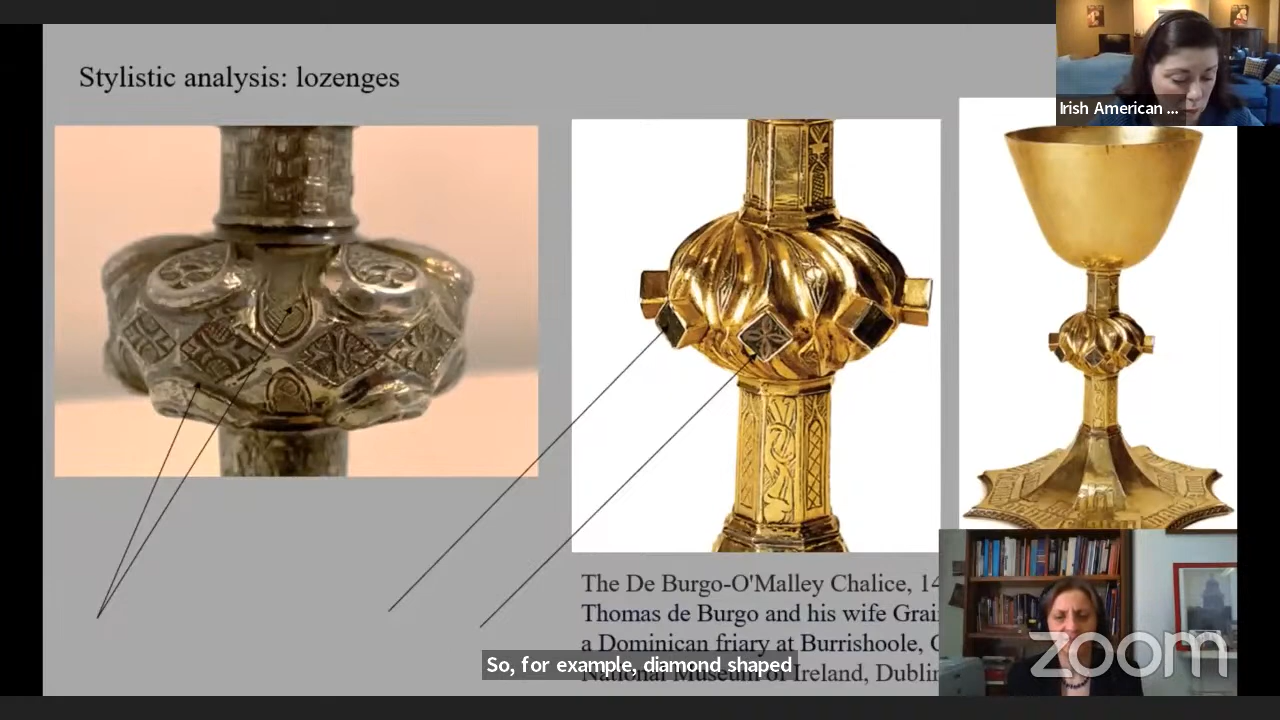 Stylistic analysis: lozenges
Irish American ...
The De Burgo-O'Malley Chalice, 14
Thomas de Burgo and his wife Grai
a Dominican friary at Burrishoole, C
So, for example, diamond shaped
National Museum of Ireland, Dublin
zoom